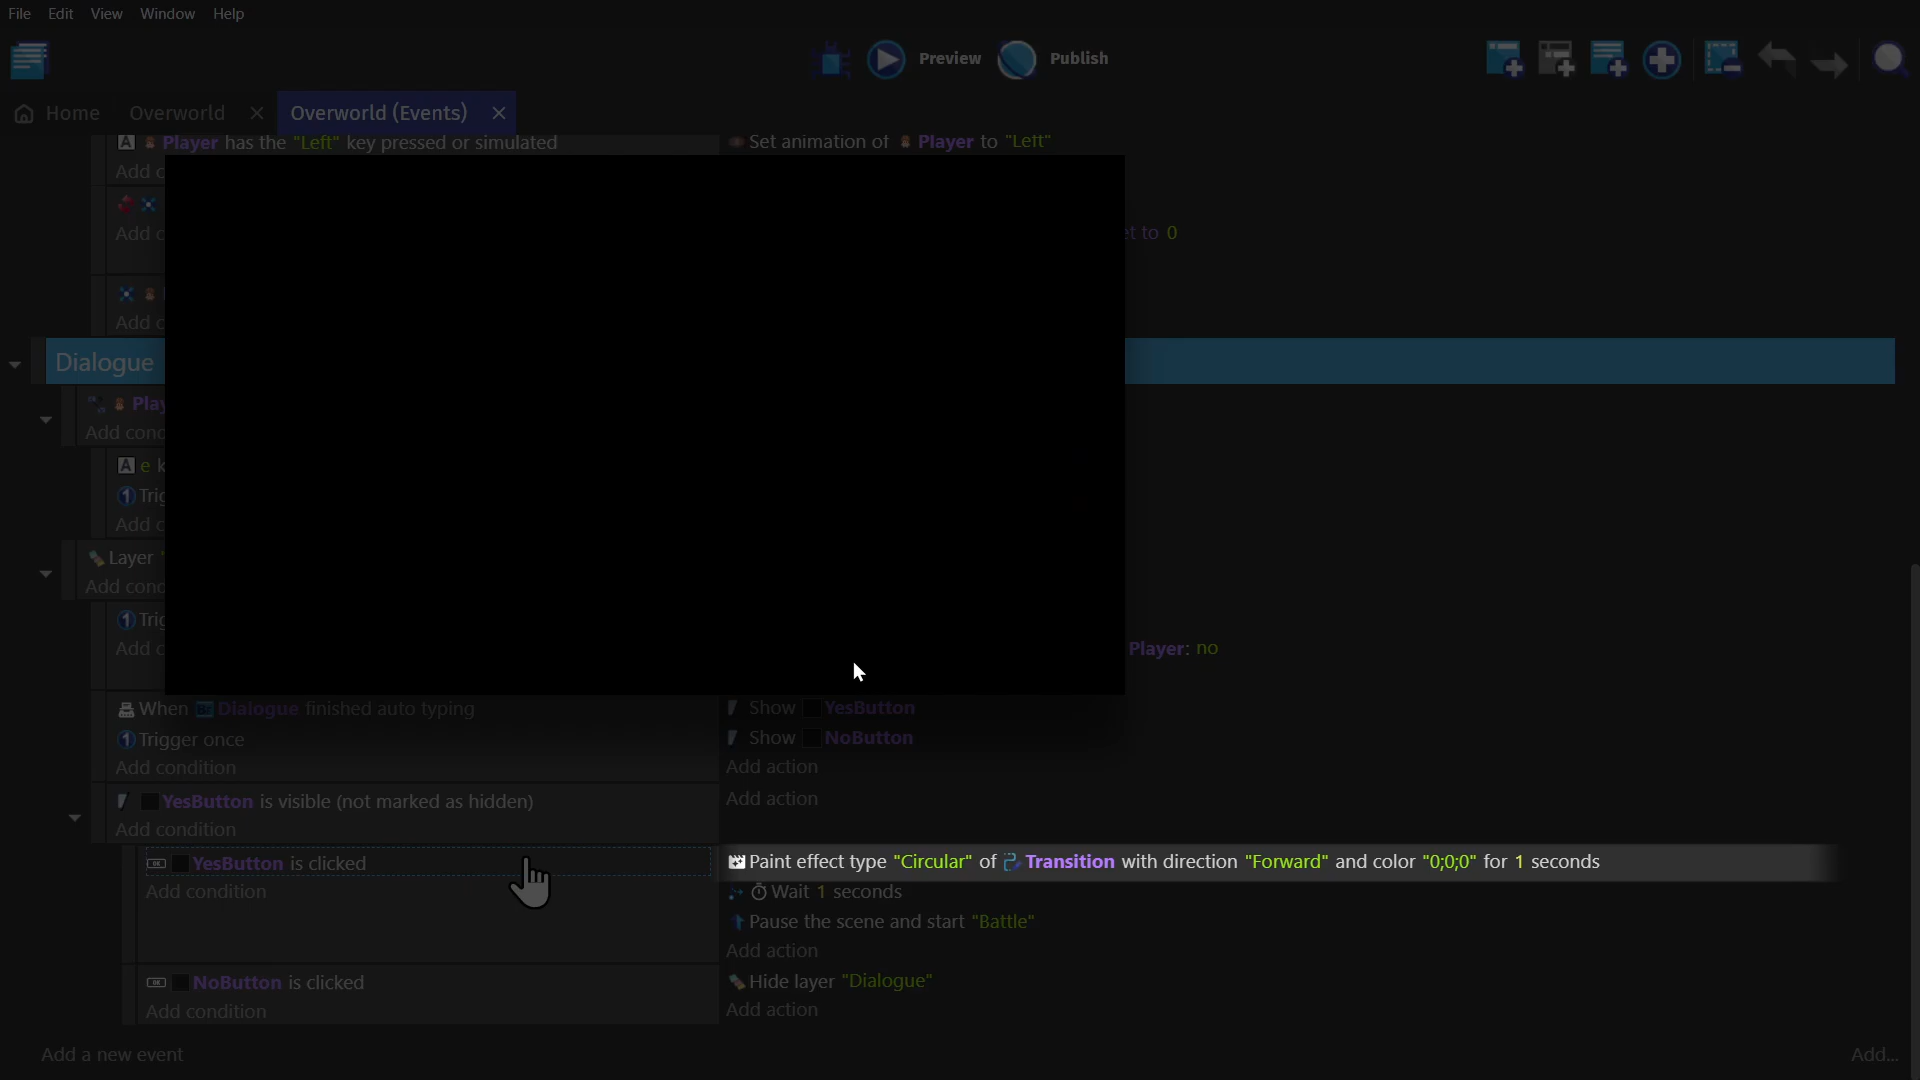 File Edit View Window Help
Preview Publish
Home Overworld Overworld (Events)
Player has the "Left" key pressed or simulated Set animation of Player to "Left"
Add c
Add c et to 0
Add c
Dialogue
Play
Add cond
e k
Trig
Add c
Layer "
Add cond
Trig
Add c Player: no
When Dialogue finished auto typing Show YesButton
Trigger once Show NoButton
Add condition Add action
YesButton is visible (not marked as hidden) Add action
Add condition
YesButton is clicked Paint effect type "Circular" of Transition with direction "Forward" and color "0;0;0" for 1 seconds
Add condition Wait 1 seconds
Pause the scene and start "Battle"
Add action
NoButton is clicked Hide layer "Dialogue"
Add condition Add action
Add a new event Add...